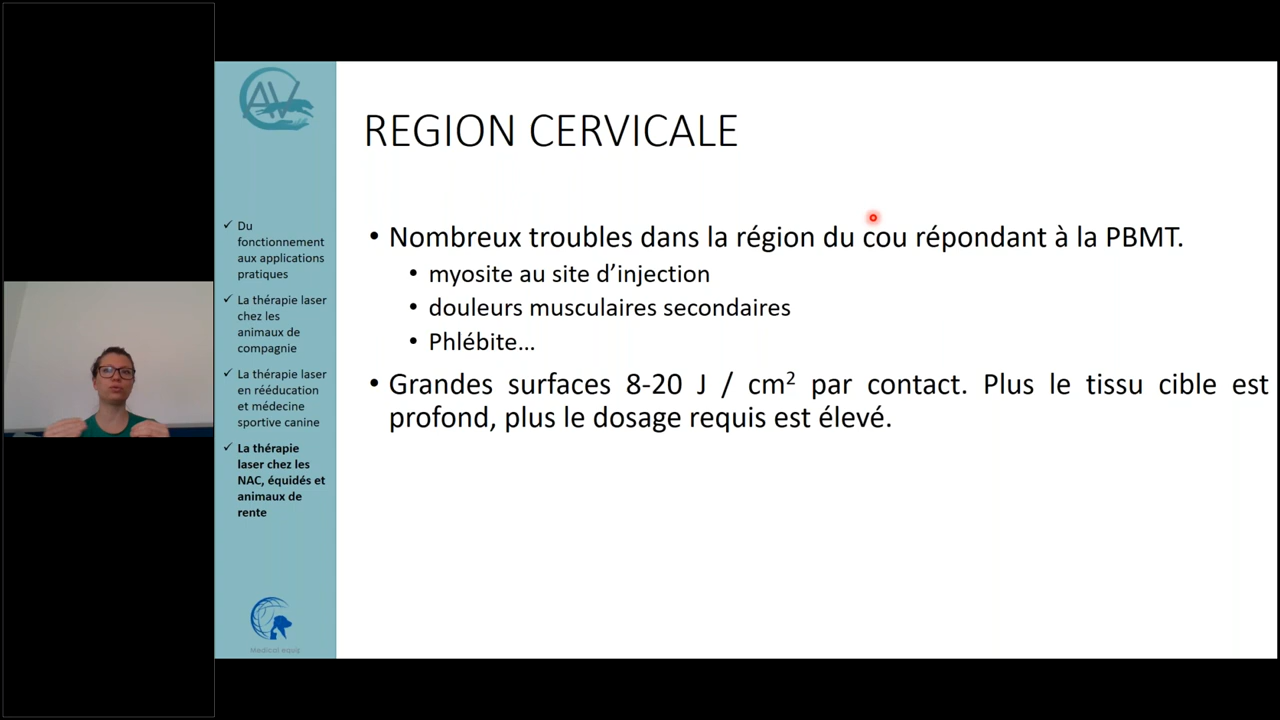 CAV
REGION CERVICALE
✓ Du
fonctionnement
aux applications
pratiques
✓ La thérapie laser
chez les
animaux de
compagnie
✓ La thérapie laser
en rééducation
et médecine
sportive canine
✓ La thérapie
laser chez les
NAC, équidés et
animaux de
rente
• Nombreux troubles dans la région du cou répondant à la PBMT.
• myosite au site d’injection
• douleurs musculaires secondaires
• Phlébite…
• Grandes surfaces 8-20 J / cm² par contact. Plus le tissu cible est
profond, plus le dosage requis est élevé.
Medical equip